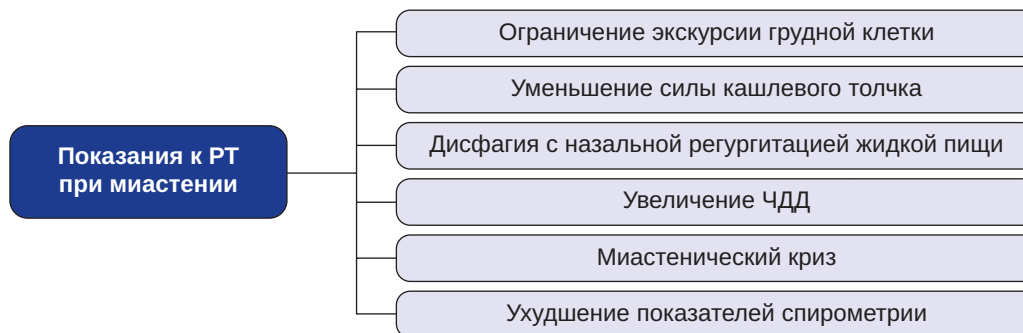 Показания к РТ
при миастении
Ограничение экскурсии грудной клетки
Уменьшение силы кашлевого толчка
Дисфагия с назальной регургитацией жидкой пищи
Увеличение ЧДД
Миастенический криз
Ухудшение показателей спирометрии